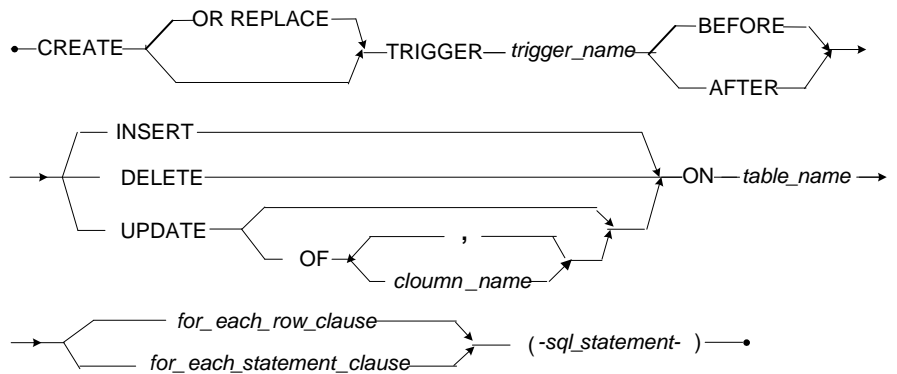 OR REPLACE
BEFORE
CREATE TRIGGER trigger_name
AFTER
INSERT
DELETE ON table_name
UPDATE
,
OF
cloumn_name
for_each_row_clause
(-sql_statement- )
for_each_statement_clause